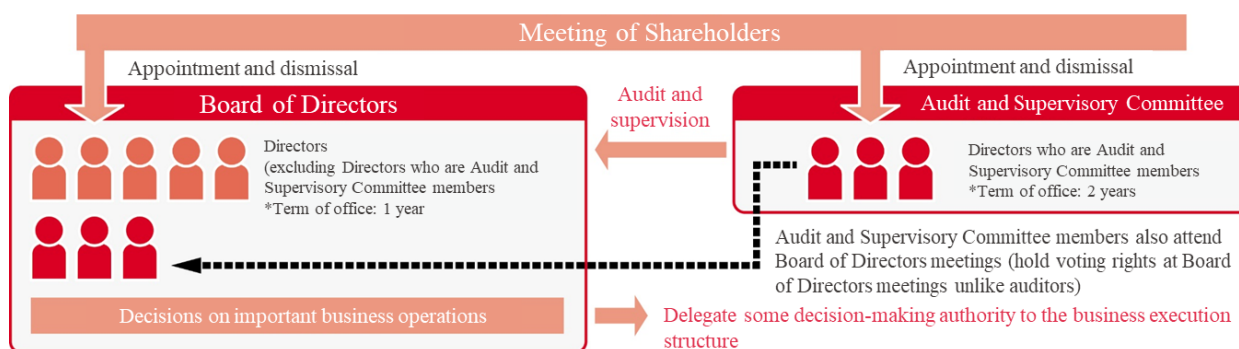 Meeting of Shareholders
Appointment and dismissal
Appointment and dismissal
Board of Directors
Audit and
supervision
Audit and Supervisory Committee
Directors
(excluding Directors who are Audit and
Supervisory Committee members
*Term of office: 1 year
Directors who are Audit and
Supervisory Committee members
*Term of office: 2 years
Audit and Supervisory Committee members also attend
Board of Directors meetings (hold voting rights at Board
of Directors meetings unlike auditors)
Decisions on important business operations
Delegate some decision-making authority to the business execution
structure